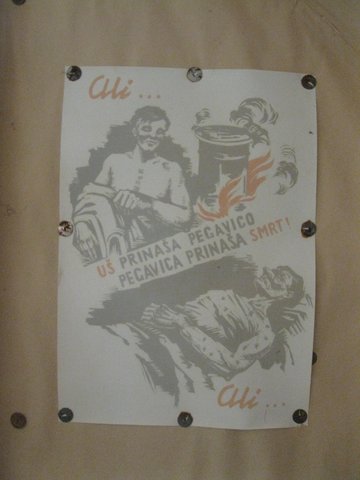 Ali...
UŠ PRINAŠA PEGAVICO
PEGAVICA PRINAŠA SMRT!
Ali...